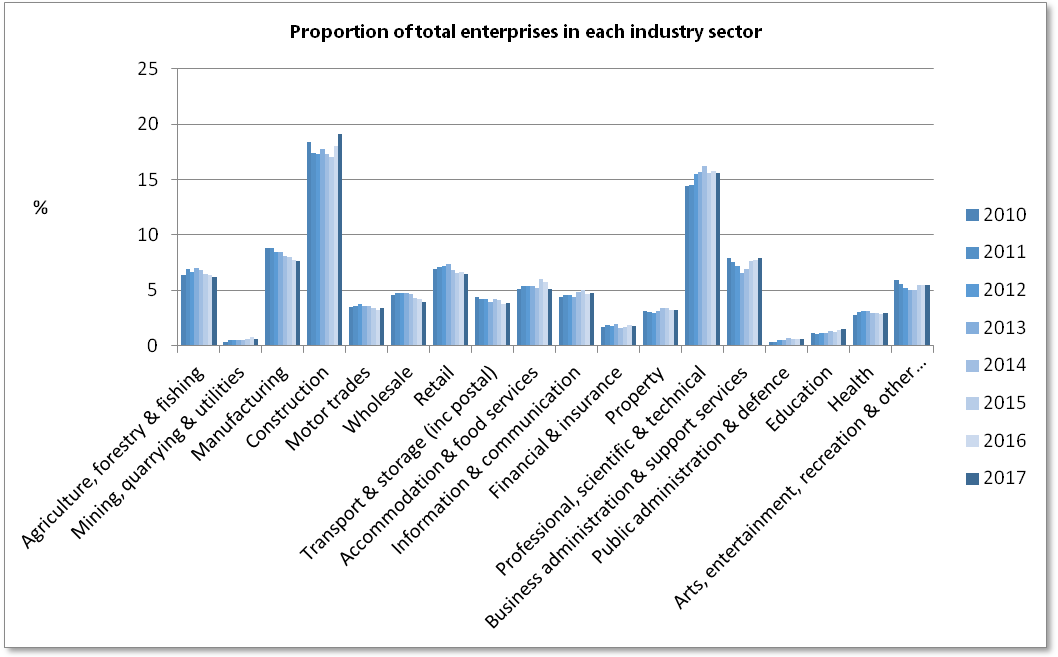 Proportion of total enterprises in each industry sector
25
20
15
10
5
0
%
2010
2011
2012
2013
2014
2015
2016
2017
Agriculture, forestry & fishing
Mining, quarrying & utilities
Manufacturing
Construction
Motor trades
Wholesale
Retail
Transport & storage (inc postal)
Accommodation & food services
Information & communication
Financial & insurance
Property
Professional, scientific & technical
Business administration & support services
Public administration & defence
Education
Health
Arts, entertainment, recreation & other...